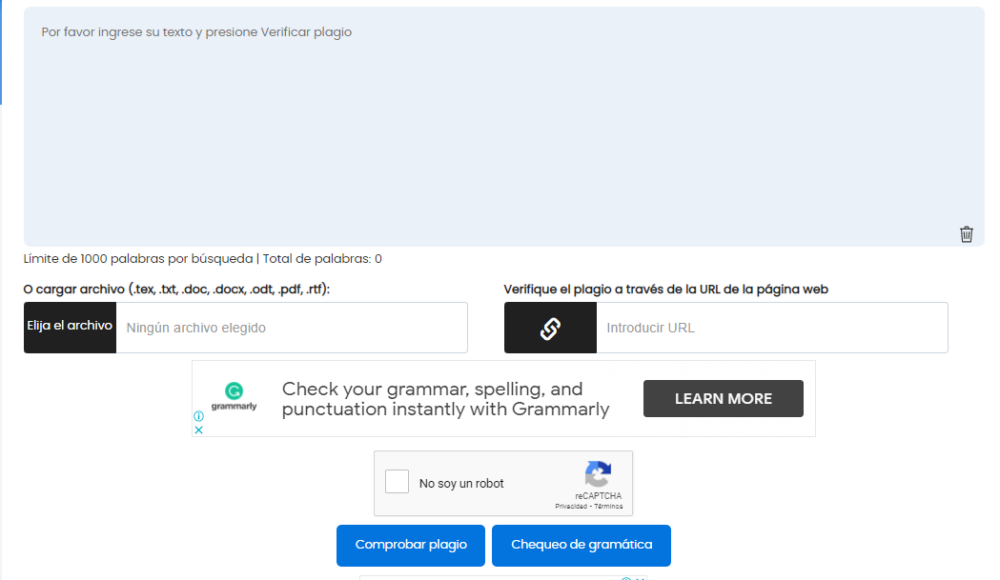 Por favor ingrese su texto y presione Verificar plagio
Límite de 1000 palabras por búsqueda | Total de palabras: 0
O cargar archivo (.tex, .txt, .doc, .docx, .odt, .pdf, .rtf):
Elija el archivo
Ningún archivo elegido
Verifique el plagio a través de la URL de la página web
Introducir URL
grammarly
Check your grammar, spelling, and
punctuation instantly with Grammarly
LEARN MORE
No soy un robot
reCAPTCHA
Privacidad - Términos
Comprobar plagio
Chequeo de gramática